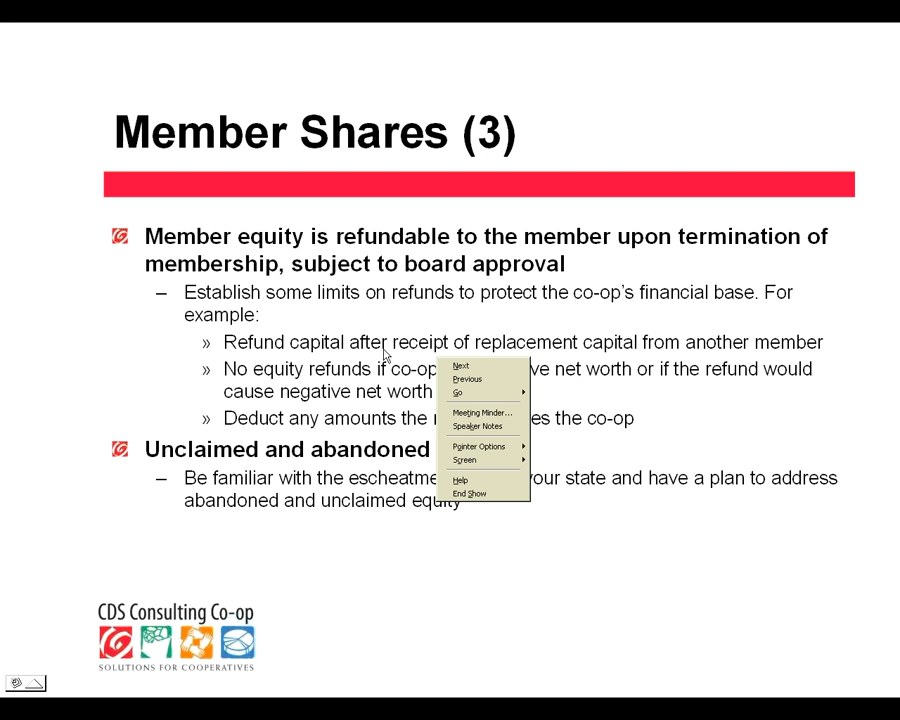 Member Shares (3)
Member equity is refundable to the member upon termination of
membership, subject to board approval
– Establish some limits on refunds to protect the co-op's financial base. For
example:
» Refund capital after receipt of replacement capital from another member
» No equity refunds if co-op ve net worth or if the refund would
cause negative net worth
» Deduct any amounts the es the co-op
Unclaimed and abandoned
– Be familiar with the escheatme your state and have a plan to address
abandoned and unclaimed equity
Next
Previous
Go
Meeting Minder...
Speaker Notes
Pointer Options
Screen
Help
End Show
CDS Consulting Co-op
SOLUTIONS FOR COOPERATIVES